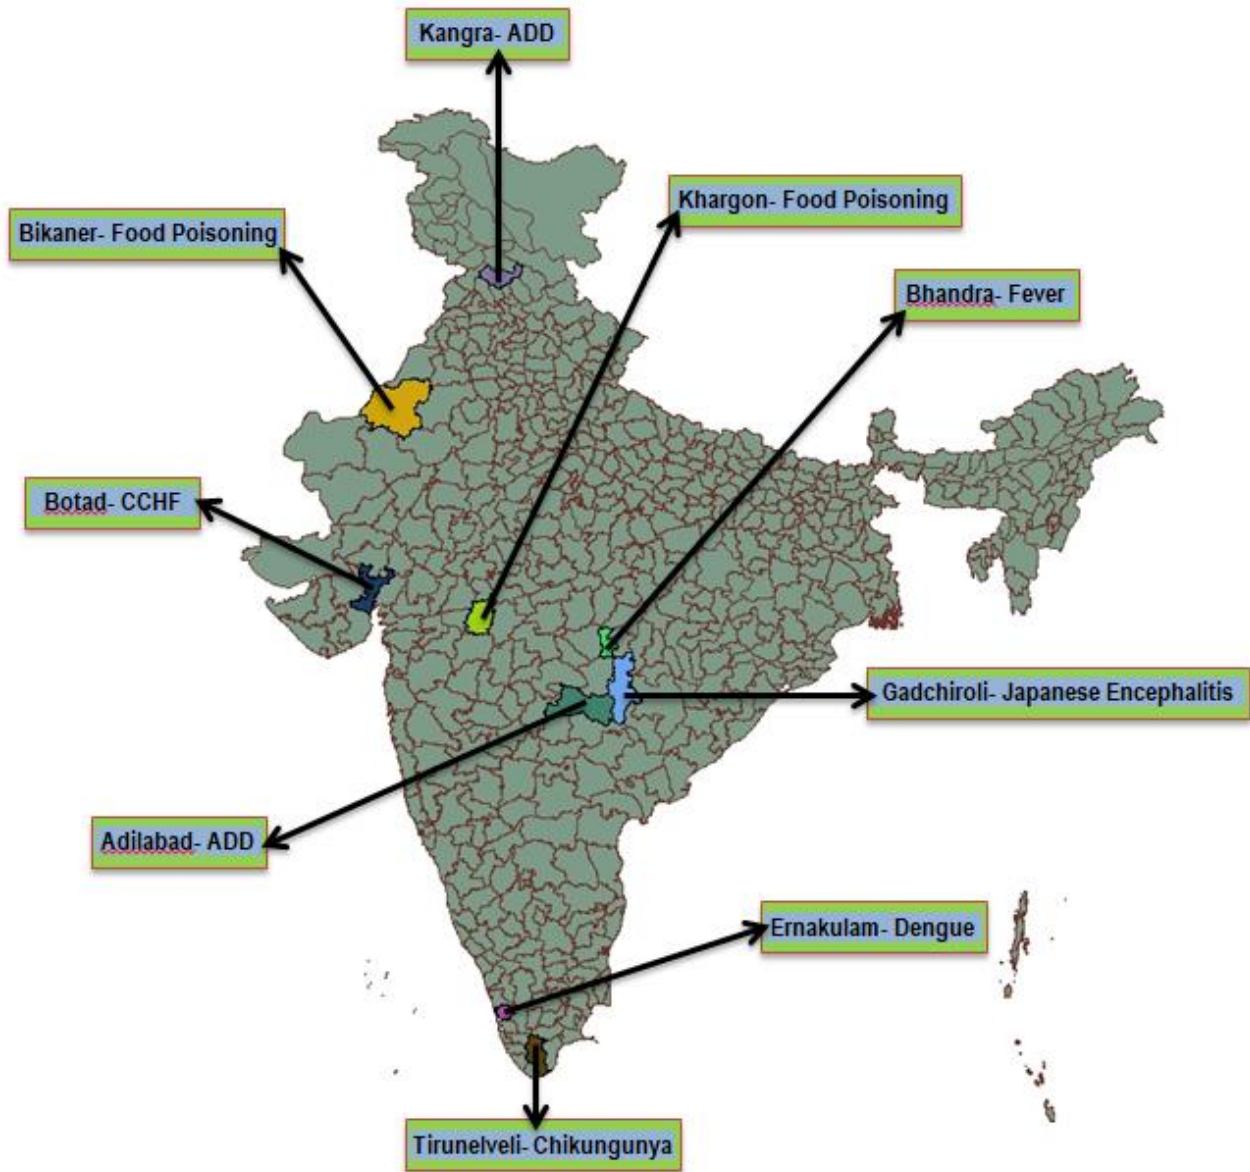 Kangra- ADD
Khargon- Food Poisoning
Bikaner- Food Poisoning
Bhandra- Fever
Botad- CCHF
Gadchiroli- Japanese Encephalitis
Adilabad- ADD
Ernakulam- Dengue
Tirunelveli- Chikungunya